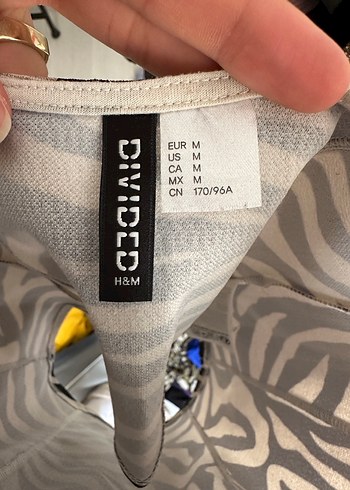 DIVIDED
H&M
EUR M
US M
CA M
MX M
CN 170/96A